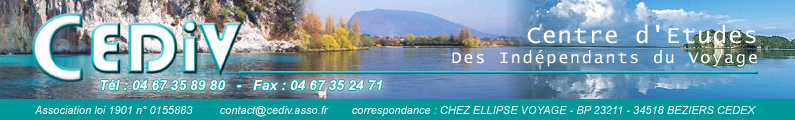 CEDIV
Centre d'Etudes
Des Indépendants du Voyage
Tél : 04 67 35 89 80 - Fax : 04 67 35 24 71
Association loi 1901 n° 0155883 contact@cediv.asso.fr correspondance : CHEZ ELLIPSE VOYAGE - BP 23211 - 34518 BEZIERS CEDEX